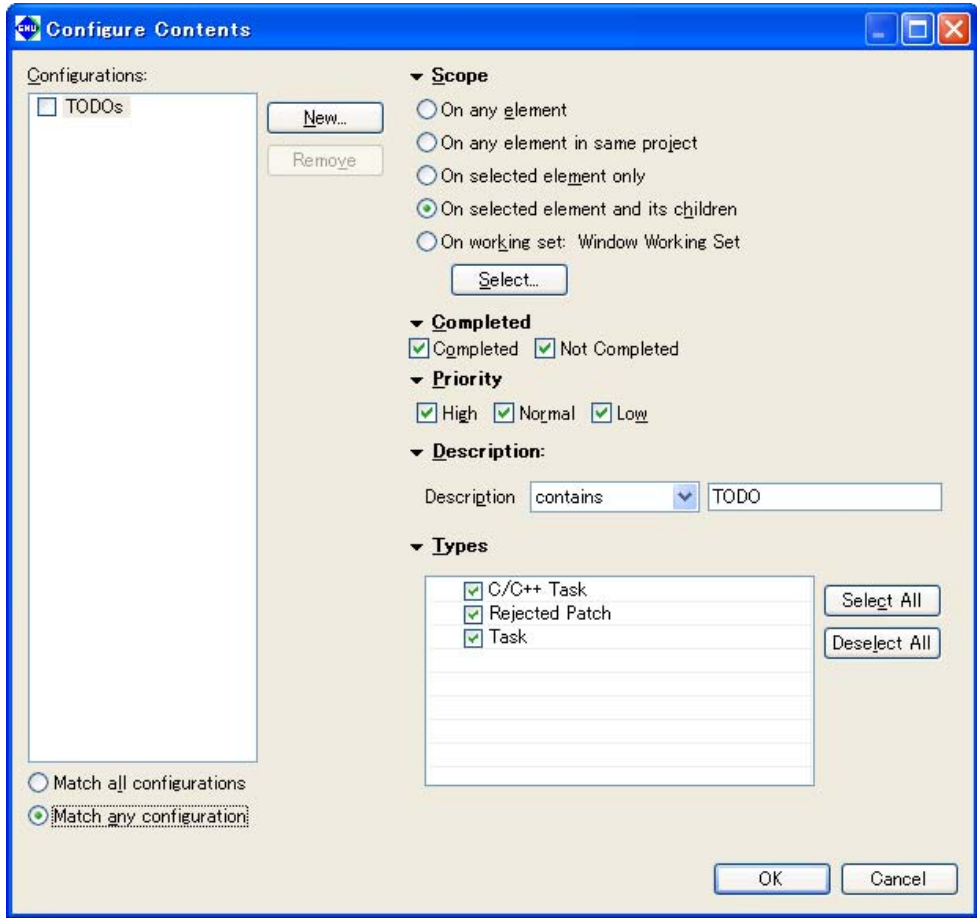 Configure Contents
Configurations:
TODOs
New...
Remove
Match all configurations
Match any configuration
Scope
On any element
On any element in same project
On selected element only
On selected element and its children
On working set: Window Working Set
Select...
Completed
Completed Not Completed
Priority
High Normal Low
Description:
Description contains TODO
Types
C/C++ Task
Rejected Patch
Task
Select All
Deselect All
OK Cancel